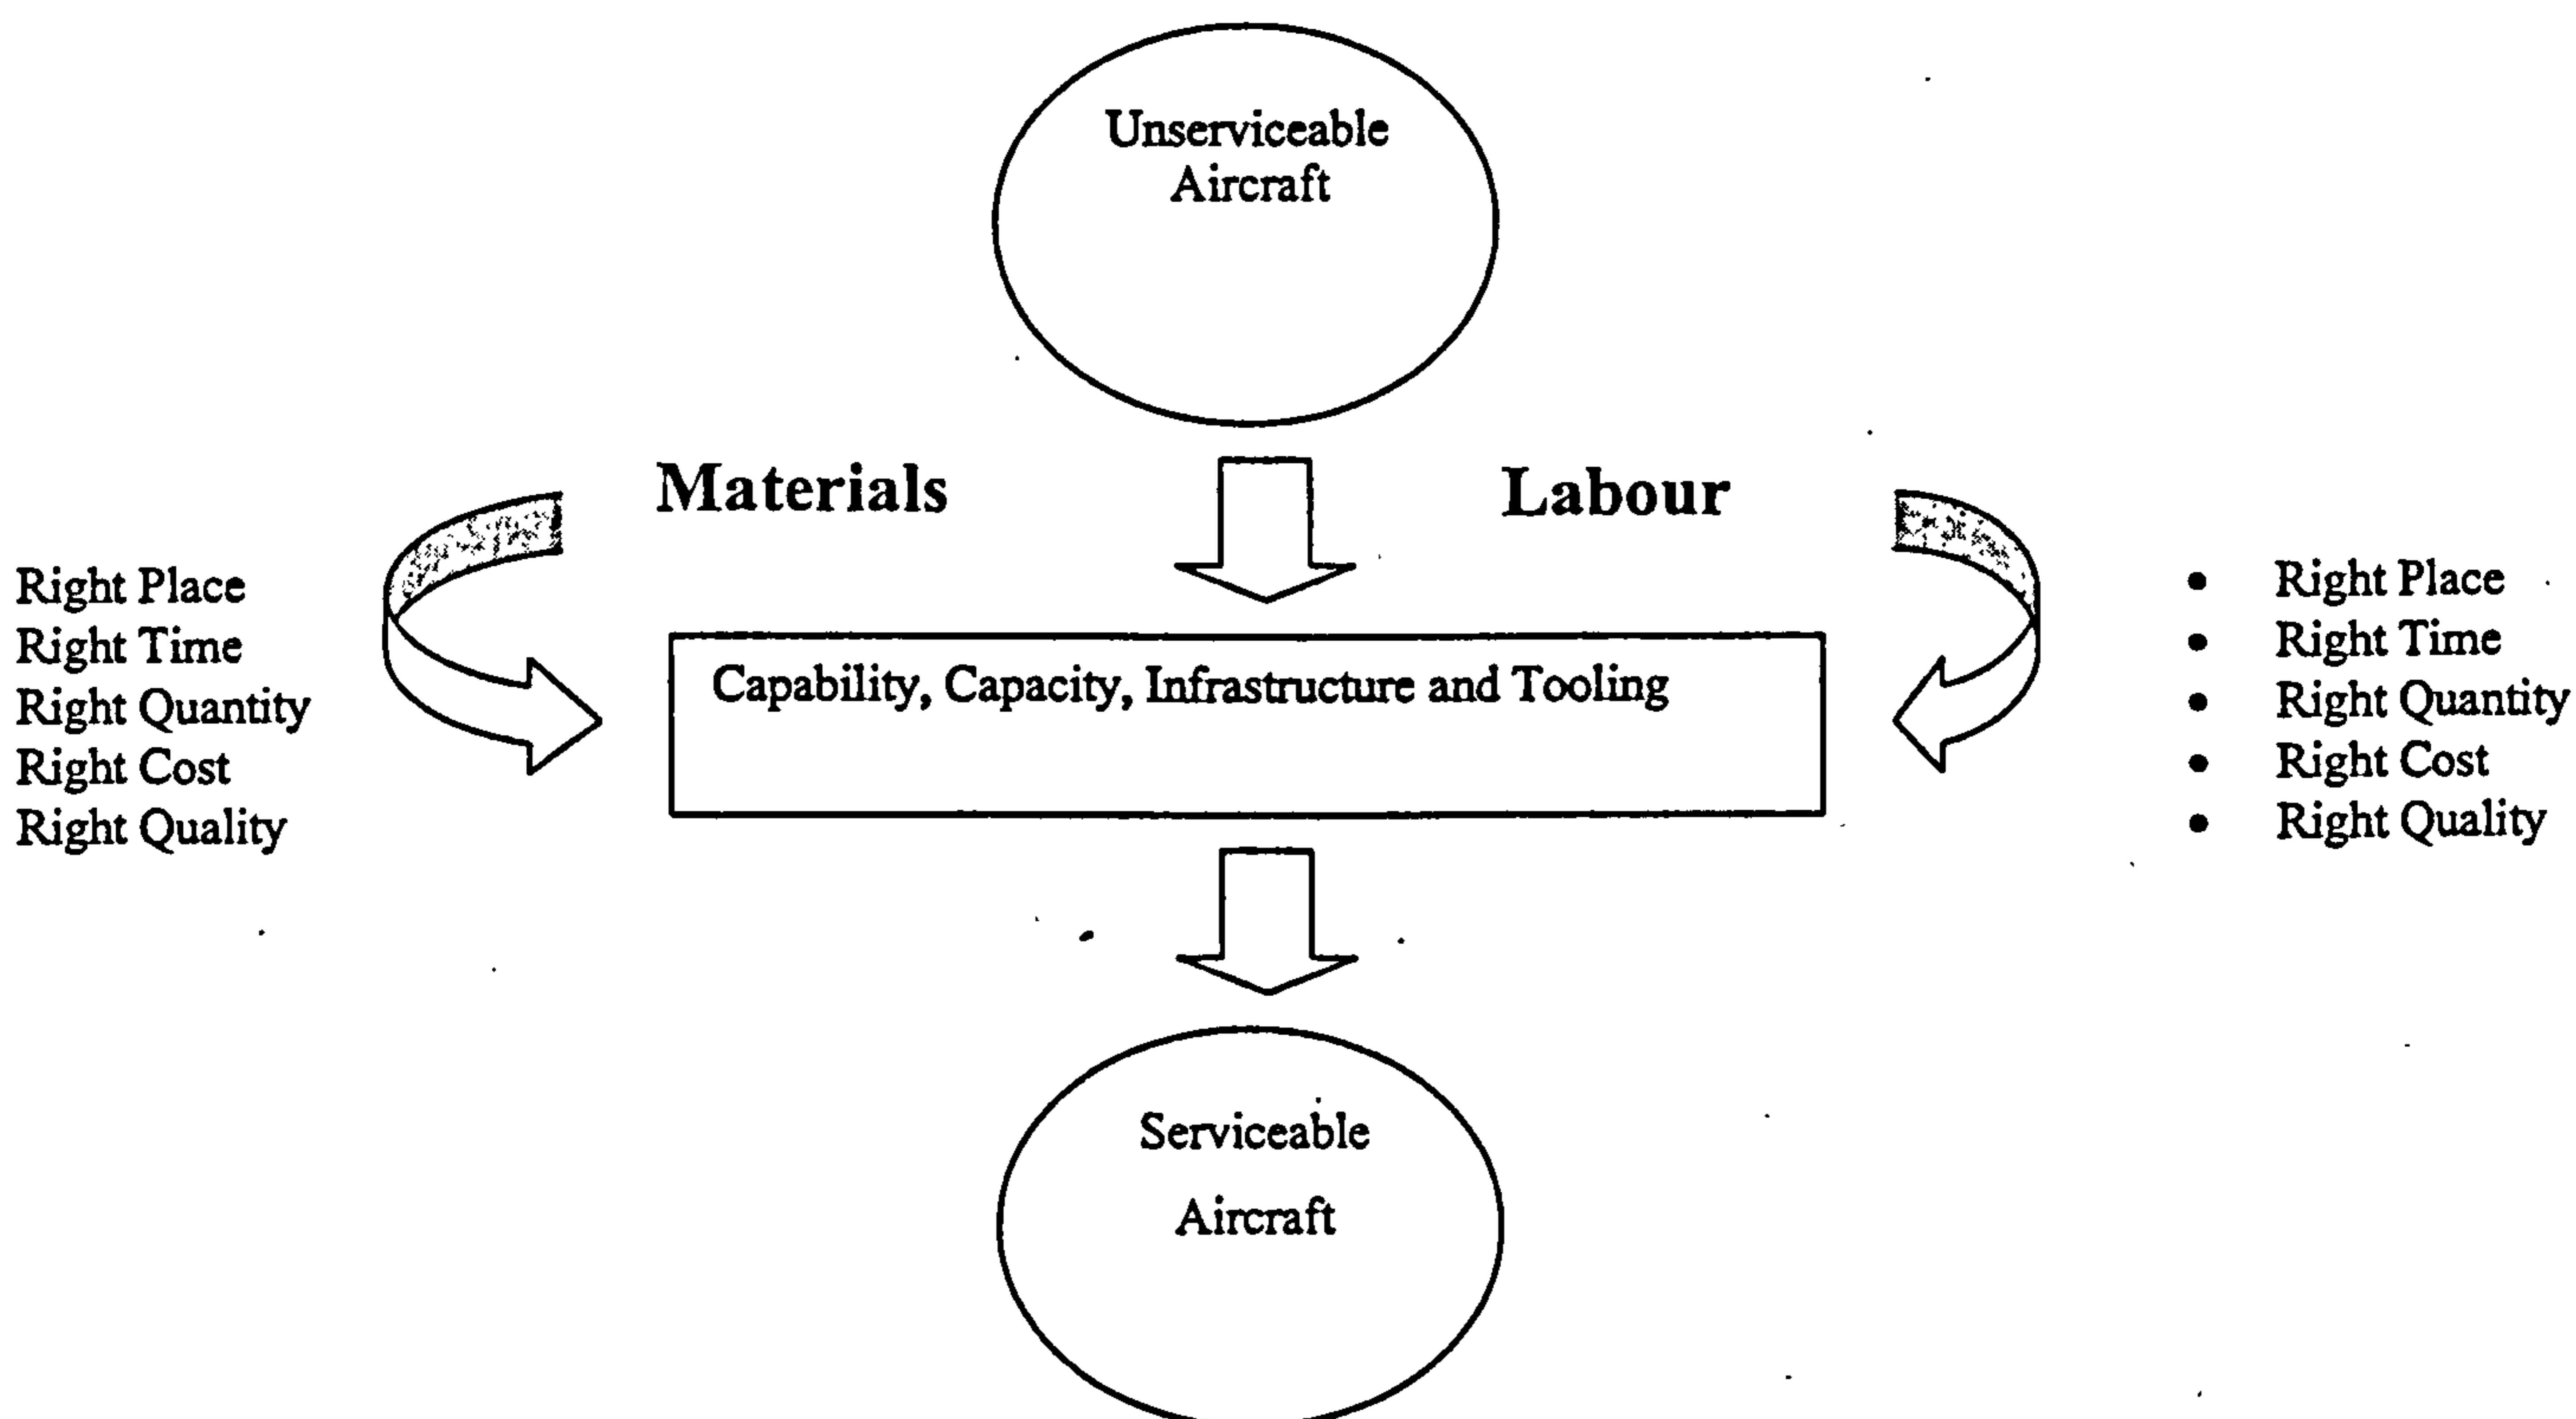 Unserviceable
Aircraft
Materials
Labour
Right Place
Right Time
Right Quantity
Right Cost
Right Quality
Capability, Capacity, Infrastructure and Tooling
• Right Place
• Right Time
• Right Quantity
• Right Cost
• Right Quality
Serviceable
Aircraft